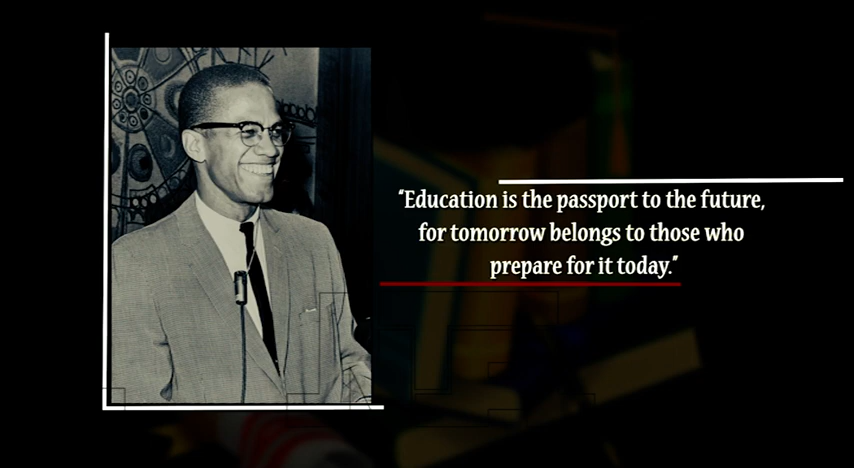 “Education is the passport to the future,
for tomorrow belongs to those who
prepare for it today.”